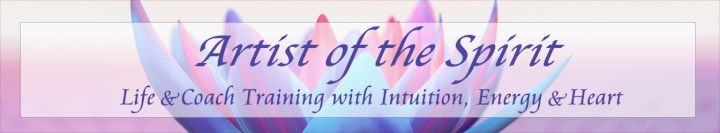 Artist of the Spirit
Life & Coach Training with Intuition, Energy & Heart